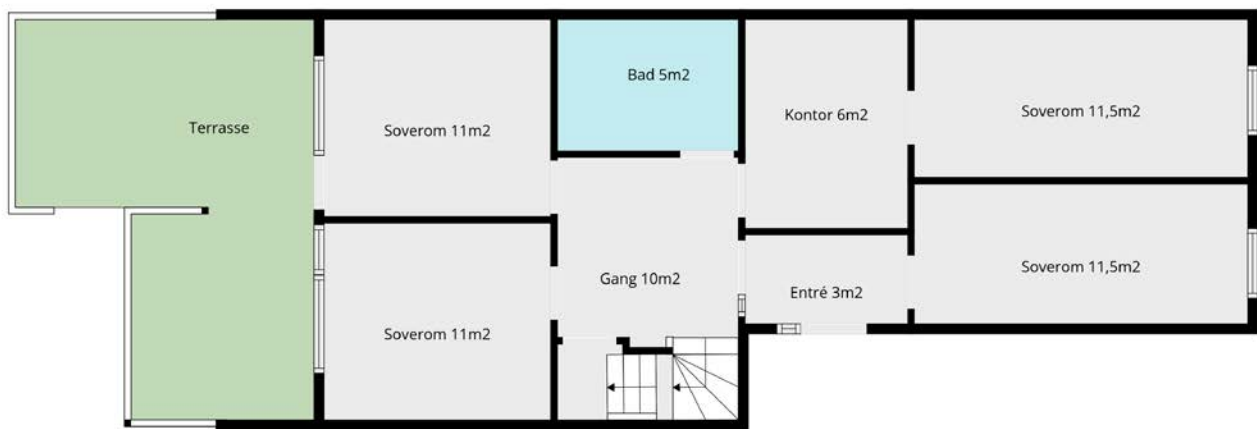 Terrasse
Soverom 11m2
Bad 5m2
Kontor 6m2
Soverom 11,5m2
Soverom 11m2
Gang 10m2
Entré 3m2
Soverom 11,5m2